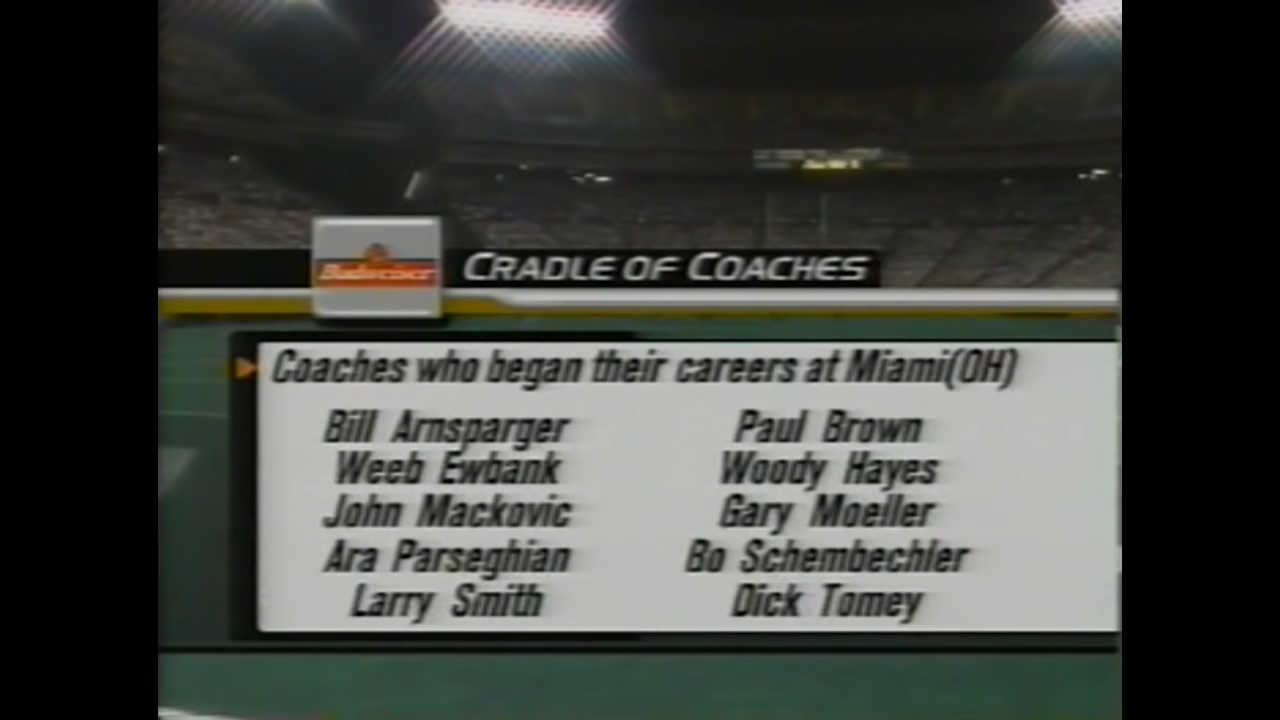 Budweiser
CRADLE OF COACHES
Coaches who began their careers at Miami(OH)
Bill Arnsparger Paul Brown
Weeb Ewbank Woody Hayes
John Mackovic Gary Moeller
Ara Parseghian Bo Schembechler
Larry Smith Dick Tomey